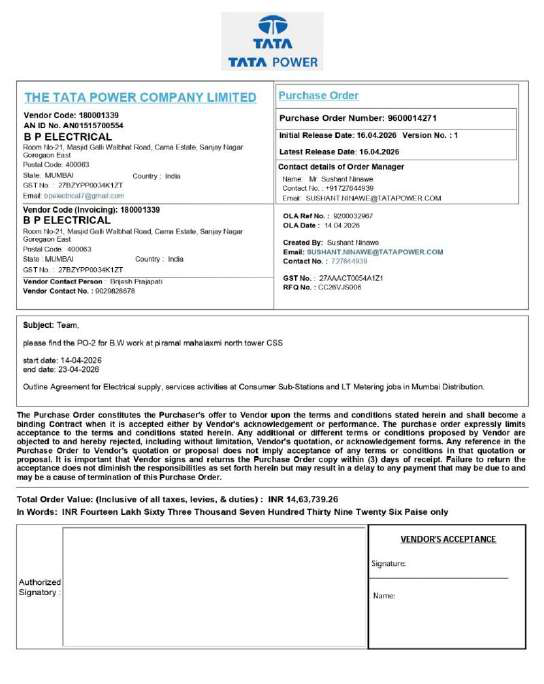 TATA
TATA POWER
THE TATA POWER COMPANY LIMITED
Vendor Code: 180001339
AN ID No. AN01515700554
B P ELECTRICAL
Room No-21, Masjid Galli Walbhat Road, Cama Estate, Sanjay Nagar
Goregaon East
Postal Code: 400063
State: MUMBAI Country : India
GST No. : 27BZYPP0034K1ZT
Email: bpelectrical7@gmail.com
Vendor Code (Invoicing): 180001339
B P ELECTRICAL
Room No-21, Masjid Galli Walbhat Road, Cama Estate, Sanjay Nagar
Goregaon East
Postal Code: 400063
State : MUMBAI Country : India
GST No. : 27BZYPP0034K1ZT
Vendor Contact Person : Brijesh Prajapati
Vendor Contact No. : 9029826678
Purchase Order
Purchase Order Number: 9600014271
Initial Release Date: 16.04.2026 Version No. : 1
Latest Release Date: 16.04.2026
Contact details of Order Manager
Name: Mr. Sushant Ninawe
Contact No. : +91727644939
Email: SUSHANT.NINAWE@TATAPOWER.COM
OLA Ref No. : 9200032967
OLA Date : 14.04.2026
Created By: Sushant Ninawe
Email: SUSHANT.NINAWE@TATAPOWER.COM
Contact No. : 727644939
GST No. : 27AAACT0054A1Z1
RFQ No. : CC26VJS006
Subject: Team,
please find the PO-2 for B.W work at piramal mahalaxmi north tower CSS
start date: 14-04-2026
end date: 23-04-2026
Outline Agreement for Electrical supply, services activities at Consumer Sub-Stations and LT Metering jobs in Mumbai Distribution.
The Purchase Order constitutes the Purchaser's offer to Vendor upon the terms and conditions stated herein and shall become a
binding Contract when it is accepted either by Vendor's acknowledgement or performance. The purchase order expressly limits
acceptance to the terms and conditions stated herein. Any additional or different terms or conditions proposed by Vendor are
objected to and hereby rejected, including without limitation, Vendor's quotation, or acknowledgement forms. Any reference in the
Purchase Order to Vendor's quotation or proposal does not imply acceptance of any terms or conditions in that quotation or
proposal. It is important that Vendor signs and returns the Purchase Order copy within (3) days of receipt. Failure to return the
acceptance does not diminish the responsibilities as set forth herein but may result in a delay to any payment that may be due to and
may be a cause of termination of this Purchase Order.
Total Order Value: (Inclusive of all taxes, levies, & duties) : INR 14,63,739.26
In Words: INR Fourteen Lakh Sixty Three Thousand Seven Hundred Thirty Nine Twenty Six Paise only
Authorized
Signatory :
VENDOR'S ACCEPTANCE
Signature:
Name: